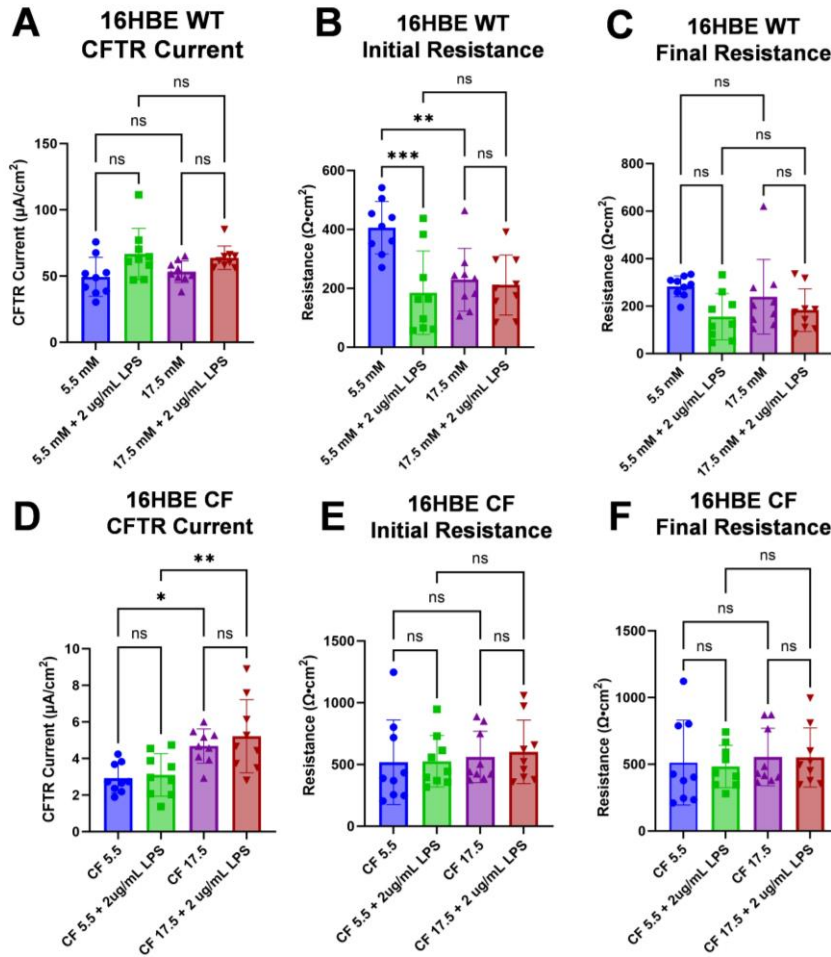 A
16HBE WT
CFTR Current
ns
ns
ns
ns
CFTR Current (µA/cm²)
150
100
50
0
5.5 mM
5.5 mM + 2 ug/mL LPS
17.5 mM
17.5 mM + 2 ug/mL LPS
B
16HBE WT
Initial Resistance
ns
**
***
ns
Resistance (Ω•cm²)
600
400
200
0
5.5 mM
5.5 mM + 2 ug/mL LPS
17.5 mM
17.5 mM + 2 ug/mL LPS
C
16HBE WT
Final Resistance
ns
ns
ns
ns
Resistance (Ω•cm²)
800
600
400
200
0
5.5 mM
5.5 mM + 2 ug/mL LPS
17.5 mM
17.5 mM + 2 ug/mL LPS
D
16HBE CF
CFTR Current
**
*
ns
ns
CFTR Current (µA/cm²)
8
6
4
2
0
CF 5.5
CF 5.5 + 2ug/mL LPS
CF 17.5
CF 17.5 + 2 ug/mL LPS
E
16HBE CF
Initial Resistance
ns
ns
ns
ns
Resistance (Ω•cm²)
1500
1000
500
0
CF 5.5
CF 5.5 + 2ug/mL LPS
CF 17.5
CF 17.5 + 2 ug/mL LPS
F
16HBE CF
Final Resistance
ns
ns
ns
ns
Resistance (Ω•cm²)
1500
1000
500
0
CF 5.5
CF 5.5 + 2ug/mL LPS
CF 17.5
CF 17.5 + 2 ug/mL LPS